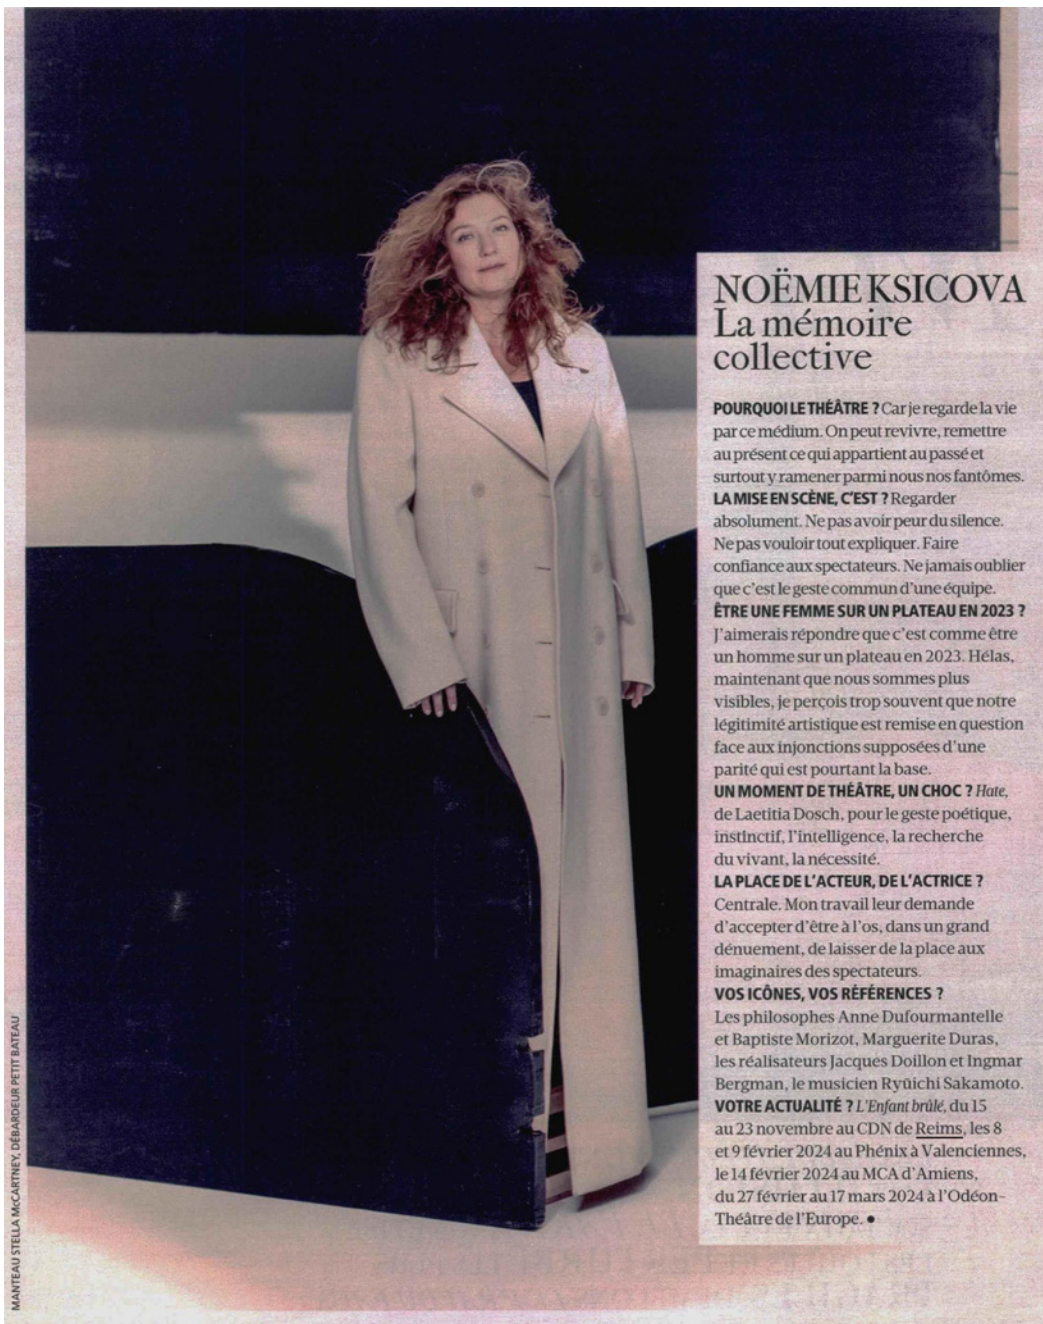 NOËMIE KSICOVA
La mémoire
collective
POURQUOI LE THÉÂTRE ? Car je regarde la vie
par ce médium. On peut revivre, remettre
au présent ce qui appartient au passé et
surtout y ramener parmi nous nos fantômes.
LA MISE EN SCÈNE, C'EST ? Regarder
absolument. Ne pas avoir peur du silence.
Ne pas vouloir tout expliquer. Faire
confiance aux spectateurs. Ne jamais oublier
que c'est le geste commun d'une équipe.
ÊTRE UNE FEMME SUR UN PLATEAU EN 2023 ?
J'aimerais répondre que c'est comme être
un homme sur un plateau en 2023. Hélas,
maintenant que nous sommes plus
visibles, je perçois trop souvent que notre
légitimité artistique est remise en question
face aux injonctions supposées d'une
parité qui est pourtant la base.
UN MOMENT DE THÉÂTRE, UN CHOC ? Hate,
de Laetitia Dosch, pour le geste poétique,
instinctif, l'intelligence, la recherche
du vivant, la nécessité.
LA PLACE DE L'ACTEUR, DE L'ACTRICE ?
Centrale. Mon travail leur demande
d'accepter d'être à l'os, dans un grand
dénuement, de laisser de la place aux
imaginaires des spectateurs.
VOS ICÔNES, VOS RÉFÉRENCES ?
Les philosophes Anne Dufourmantelle
et Baptiste Morizot, Marguerite Duras,
les réalisateurs Jacques Doillon et Ingmar
Bergman, le musicien Ryūichi Sakamoto.
VOTRE ACTUALITÉ ? L'Enfant brûlé, du 15
au 23 novembre au CDN de Reims, les 8
et 9 février 2024 au Phénix à Valenciennes,
le 14 février 2024 au MCA d'Amiens,
du 27 février au 17 mars 2024 à l'Odéon-
Théâtre de l'Europe. ●
MANTEAU STELLA McCARTNEY, DÉBARDEUR PETIT BATEAU